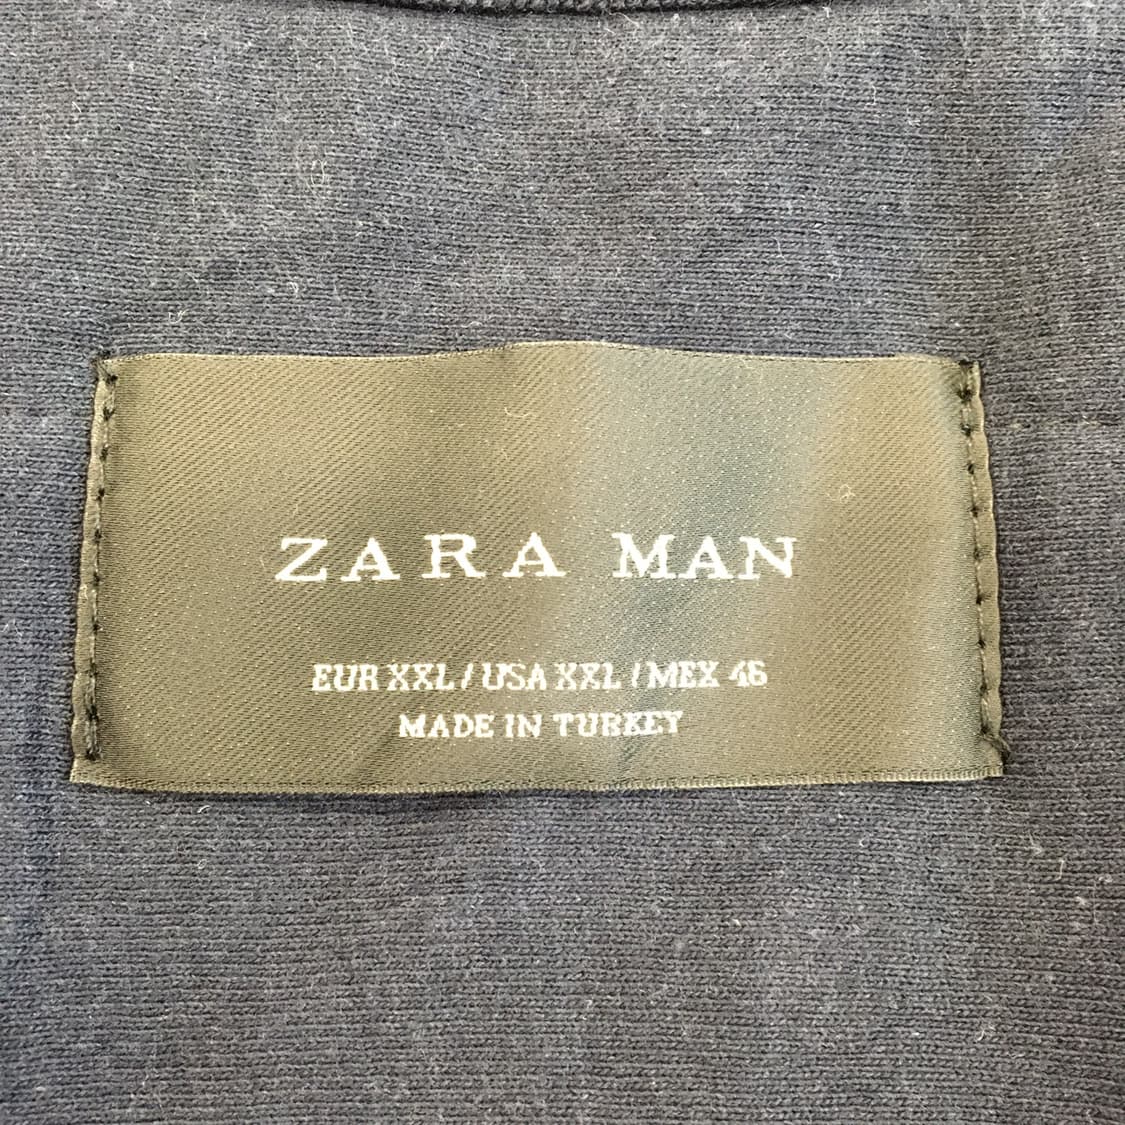 ZARA MAN
EUR XXL / USA XXL / MEX 46
MADE IN TURKEY